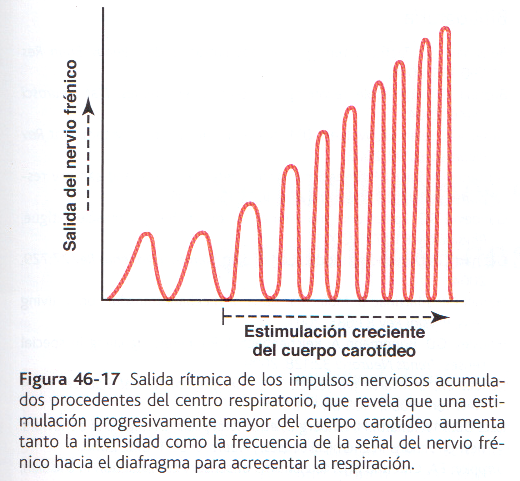 Salida del nervio frénico
Estimulación creciente
del cuerpo carotídeo
Figura 46-17 Salida rítmica de los impulsos nerviosos acumula-
dos procedentes del centro respiratorio, que revela que una esti-
mulación progresivamente mayor del cuerpo carotídeo aumenta
tanto la intensidad como la frecuencia de la señal del nervio fré-
nico hacia el diafragma para acrecentar la respiración.